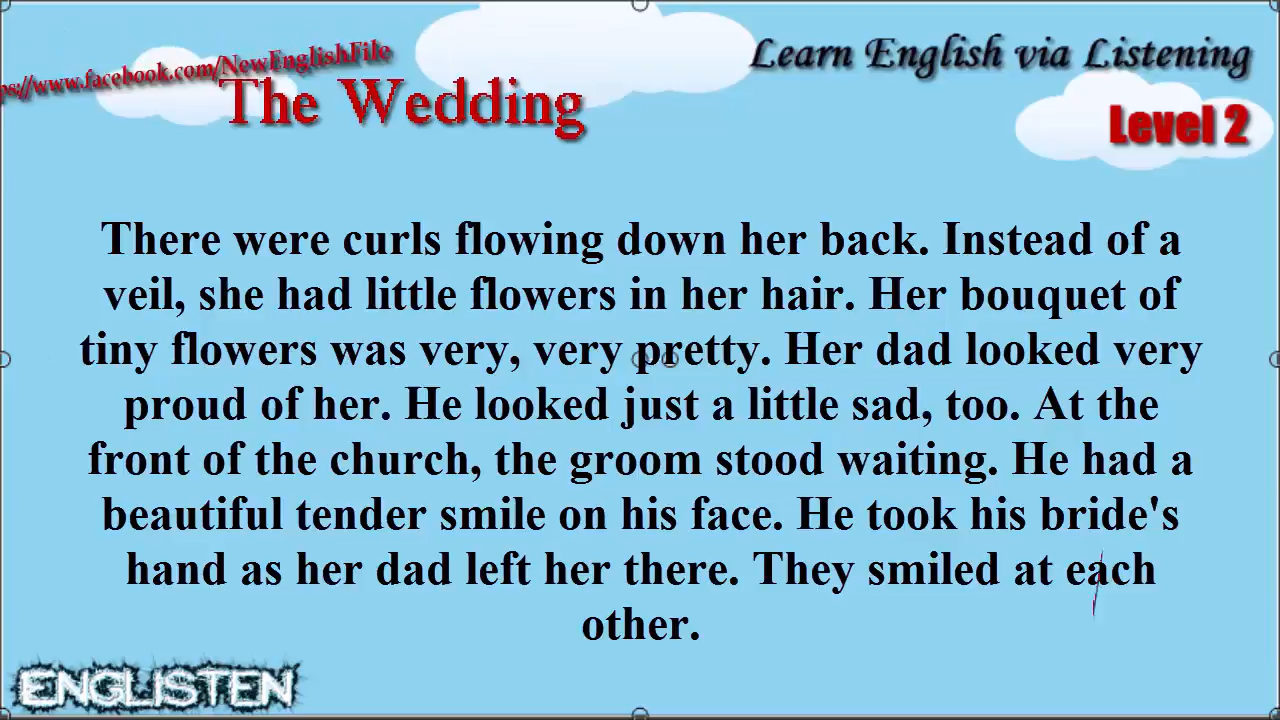 ps://www.facebook.com/NewEnglishFile
The Wedding
Learn English via Listening
Level 2
There were curls flowing down her back. Instead of a
veil, she had little flowers in her hair. Her bouquet of
tiny flowers was very, very pretty. Her dad looked very
proud of her. He looked just a little sad, too. At the
front of the church, the groom stood waiting. He had a
beautiful tender smile on his face. He took his bride's
hand as her dad left her there. They smiled at each
other.
ENGLISTEN